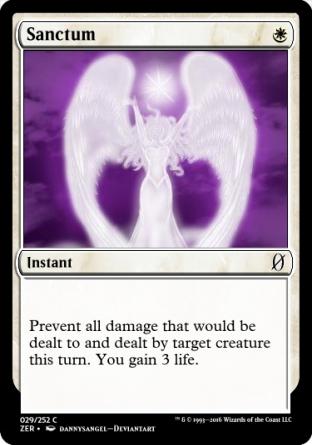 Sanctum
Instant
Prevent all damage that would be
dealt to and dealt by target creature
this turn. You gain 3 life.
029/252 C
ZER • DANNYSANGEL—DEVIANTART
™ & © 1993–2016 Wizards of the Coast LLC